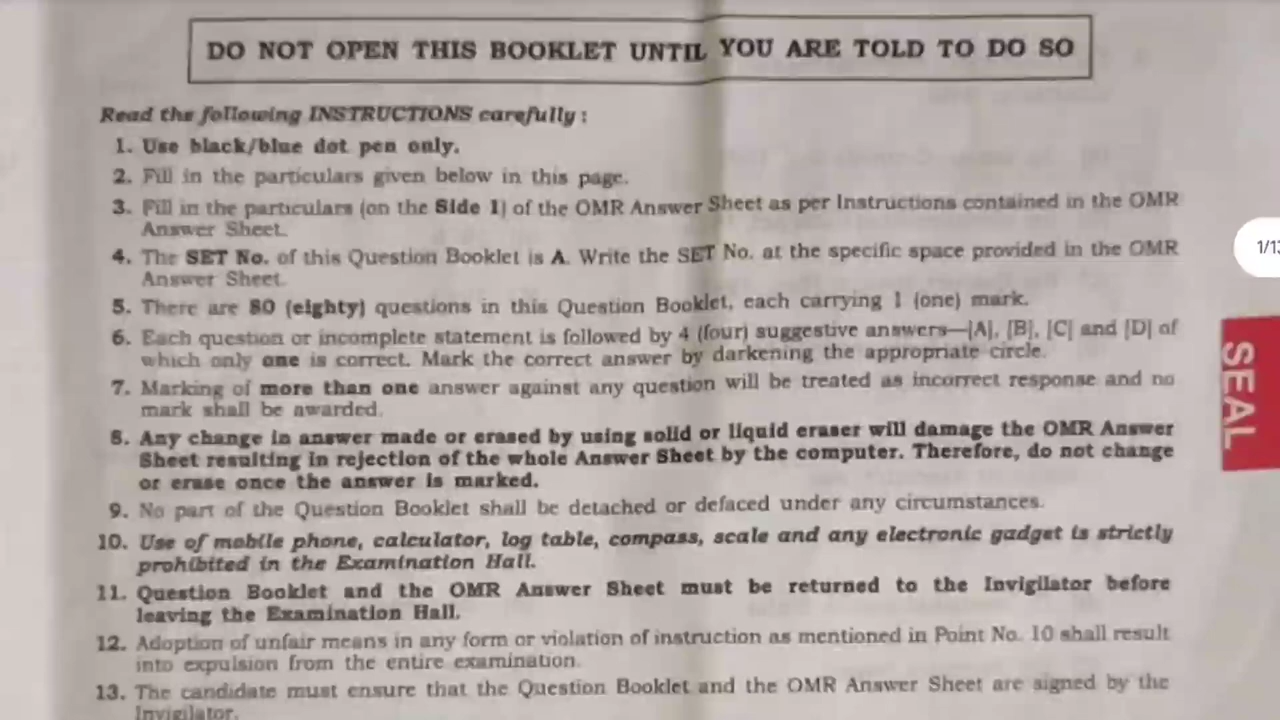 DO NOT OPEN THIS BOOKLET UNTIL YOU ARE TOLD TO DO SO
Read the following INSTRUCTIONS carefully :
1. Use black/blue dot pen only.
2. Fill in the particulars given below in this page.
3. Fill in the particulars (on the Side 1) of the OMR Answer Sheet as per Instructions contained in the OMR
Answer Sheet.
4. The SET No. of this Question Booklet is A. Write the SET No. at the specific space provided in the OMR
Answer Sheet.
5. There are 80 (eighty) questions in this Question Booklet, each carrying 1 (one) mark.
6. Each question or incomplete statement is followed by 4 (four) suggestive answers—[A], [B], [C] and [D] of
which only one is correct. Mark the correct answer by darkening the appropriate circle.
7. Marking of more than one answer against any question will be treated as incorrect response and no
mark shall be awarded.
8. Any change in answer made or erased by using solid or liquid eraser will damage the OMR Answer
Sheet resulting in rejection of the whole Answer Sheet by the computer. Therefore, do not change
or erase once the answer is marked.
9. No part of the Question Booklet shall be detached or defaced under any circumstances.
10. Use of mobile phone, calculator, log table, compass, scale and any electronic gadget is strictly
prohibited in the Examination Hall.
11. Question Booklet and the OMR Answer Sheet must be returned to the Invigilator before
leaving the Examination Hall.
12. Adoption of unfair means in any form or violation of instruction as mentioned in Point No. 10 shall result
into expulsion from the entire examination.
13. The candidate must ensure that the Question Booklet and the OMR Answer Sheet are signed by the
Invigilator.
1/13
SEAL